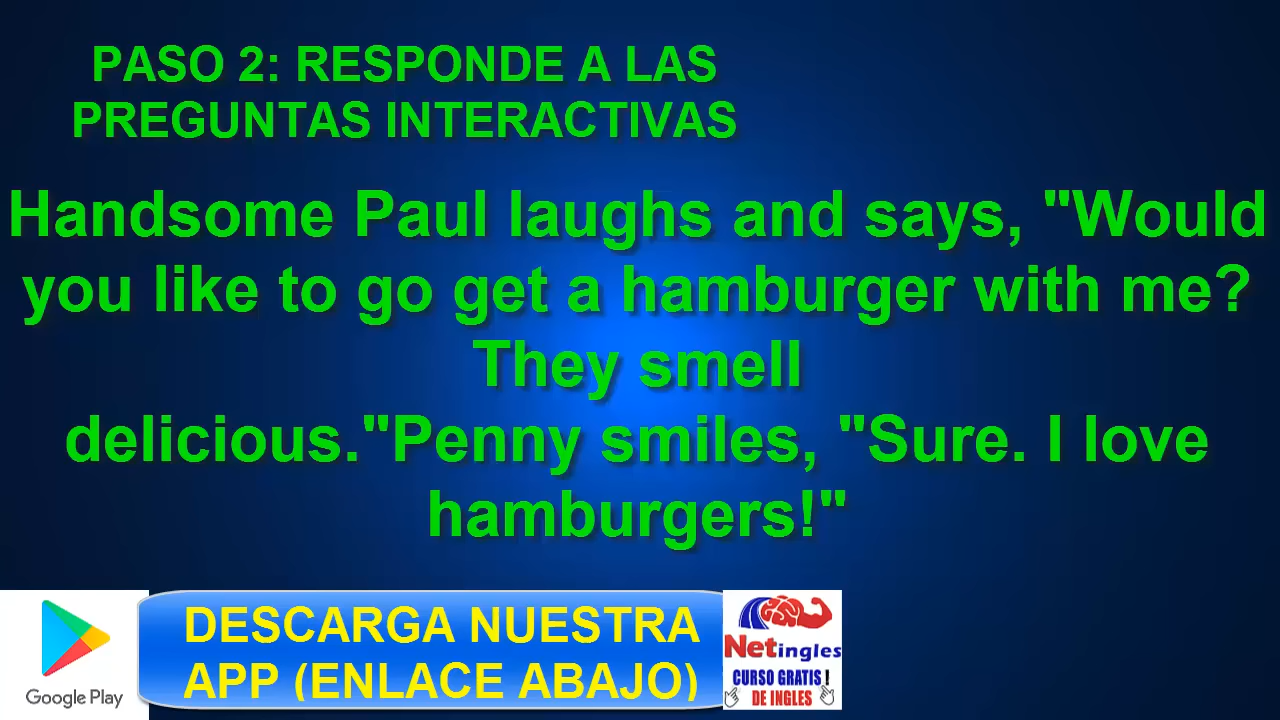 PASO 2: RESPONDE A LAS
PREGUNTAS INTERACTIVAS
Handsome Paul laughs and says, "Would
you like to go get a hamburger with me?
They smell
delicious."Penny smiles, "Sure. I love
hamburgers!"
DESCARGA NUESTRA
APP (ENLACE ABAJO)
Google Play
Netingles
CURSO GRATIS!
DE INGLES